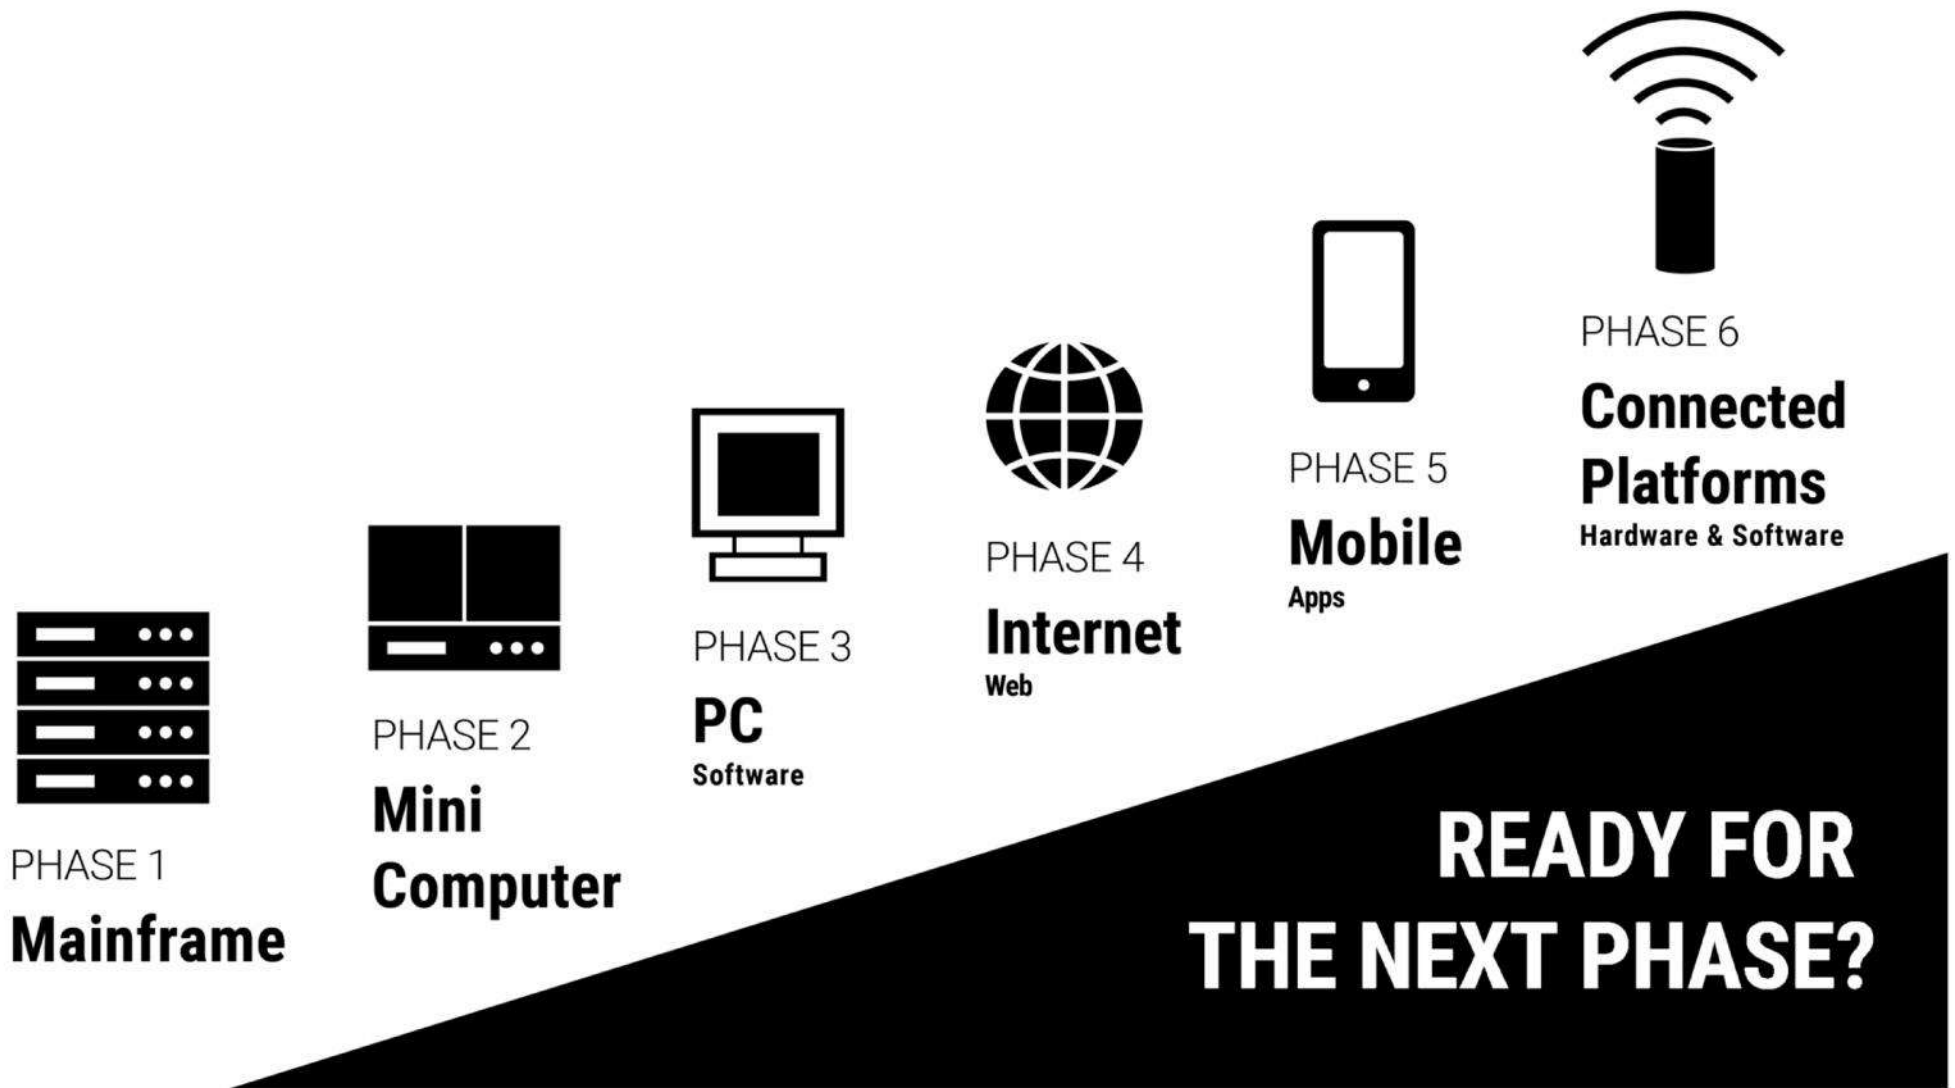 PHASE 1
Mainframe
PHASE 2
Mini
Computer
PHASE 3
PC
Software
PHASE 4
Internet
Web
PHASE 5
Mobile
Apps
PHASE 6
Connected
Platforms
Hardware & Software
READY FOR
THE NEXT PHASE?